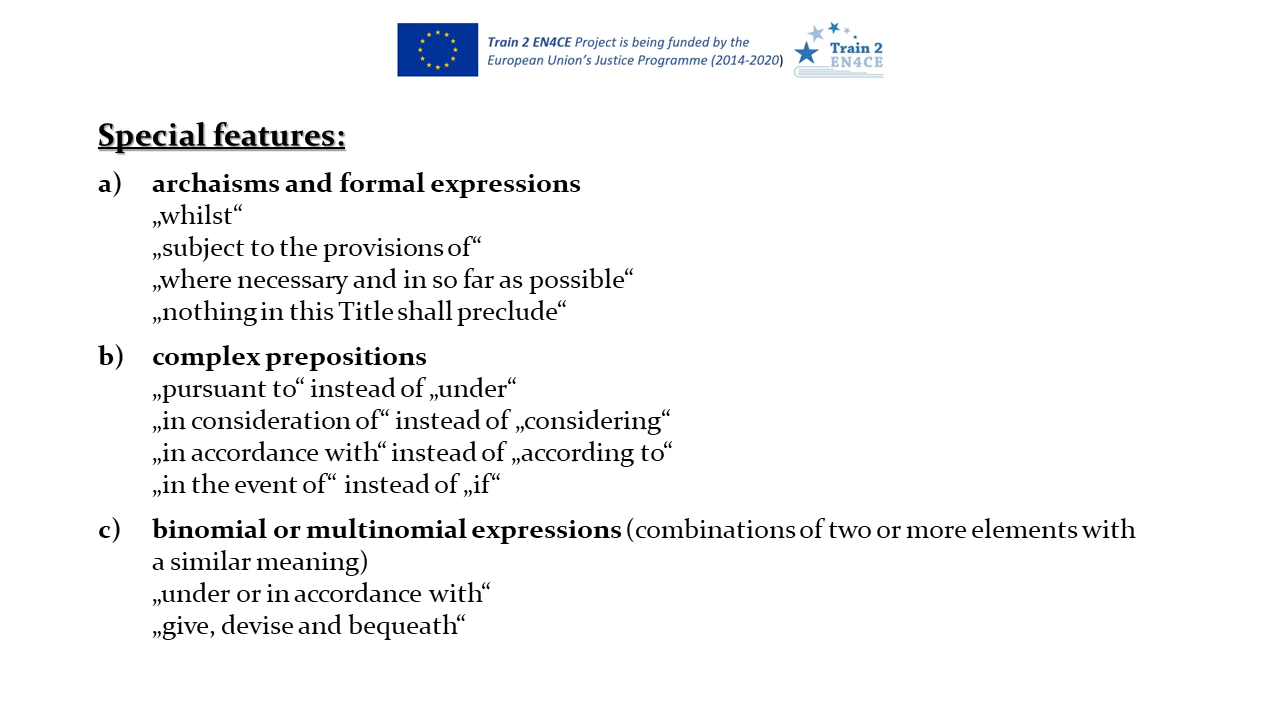 Train 2 EN4CE Project is being funded by the
European Union's Justice Programme (2014-2020)
Train 2
EN4CE
Special features:
a) archaisms and formal expressions
„whilst“
„subject to the provisions of“
„where necessary and in so far as possible“
„nothing in this Title shall preclude“
b) complex prepositions
„pursuant to“ instead of „under“
„in consideration of“ instead of „considering“
„in accordance with“ instead of „according to“
„in the event of“ instead of „if“
c) binomial or multinomial expressions (combinations of two or more elements with
a similar meaning)
„under or in accordance with“
„give, devise and bequeath“